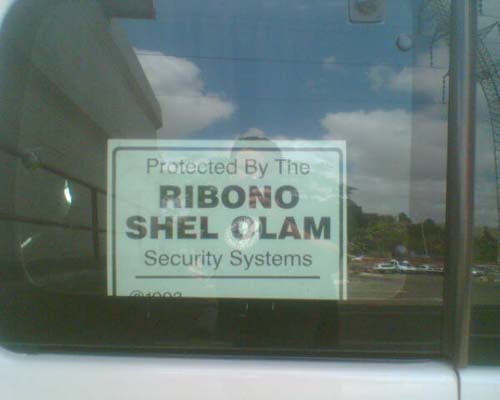 Protected By The
RIBONO
SHEL OLAM
Security Systems